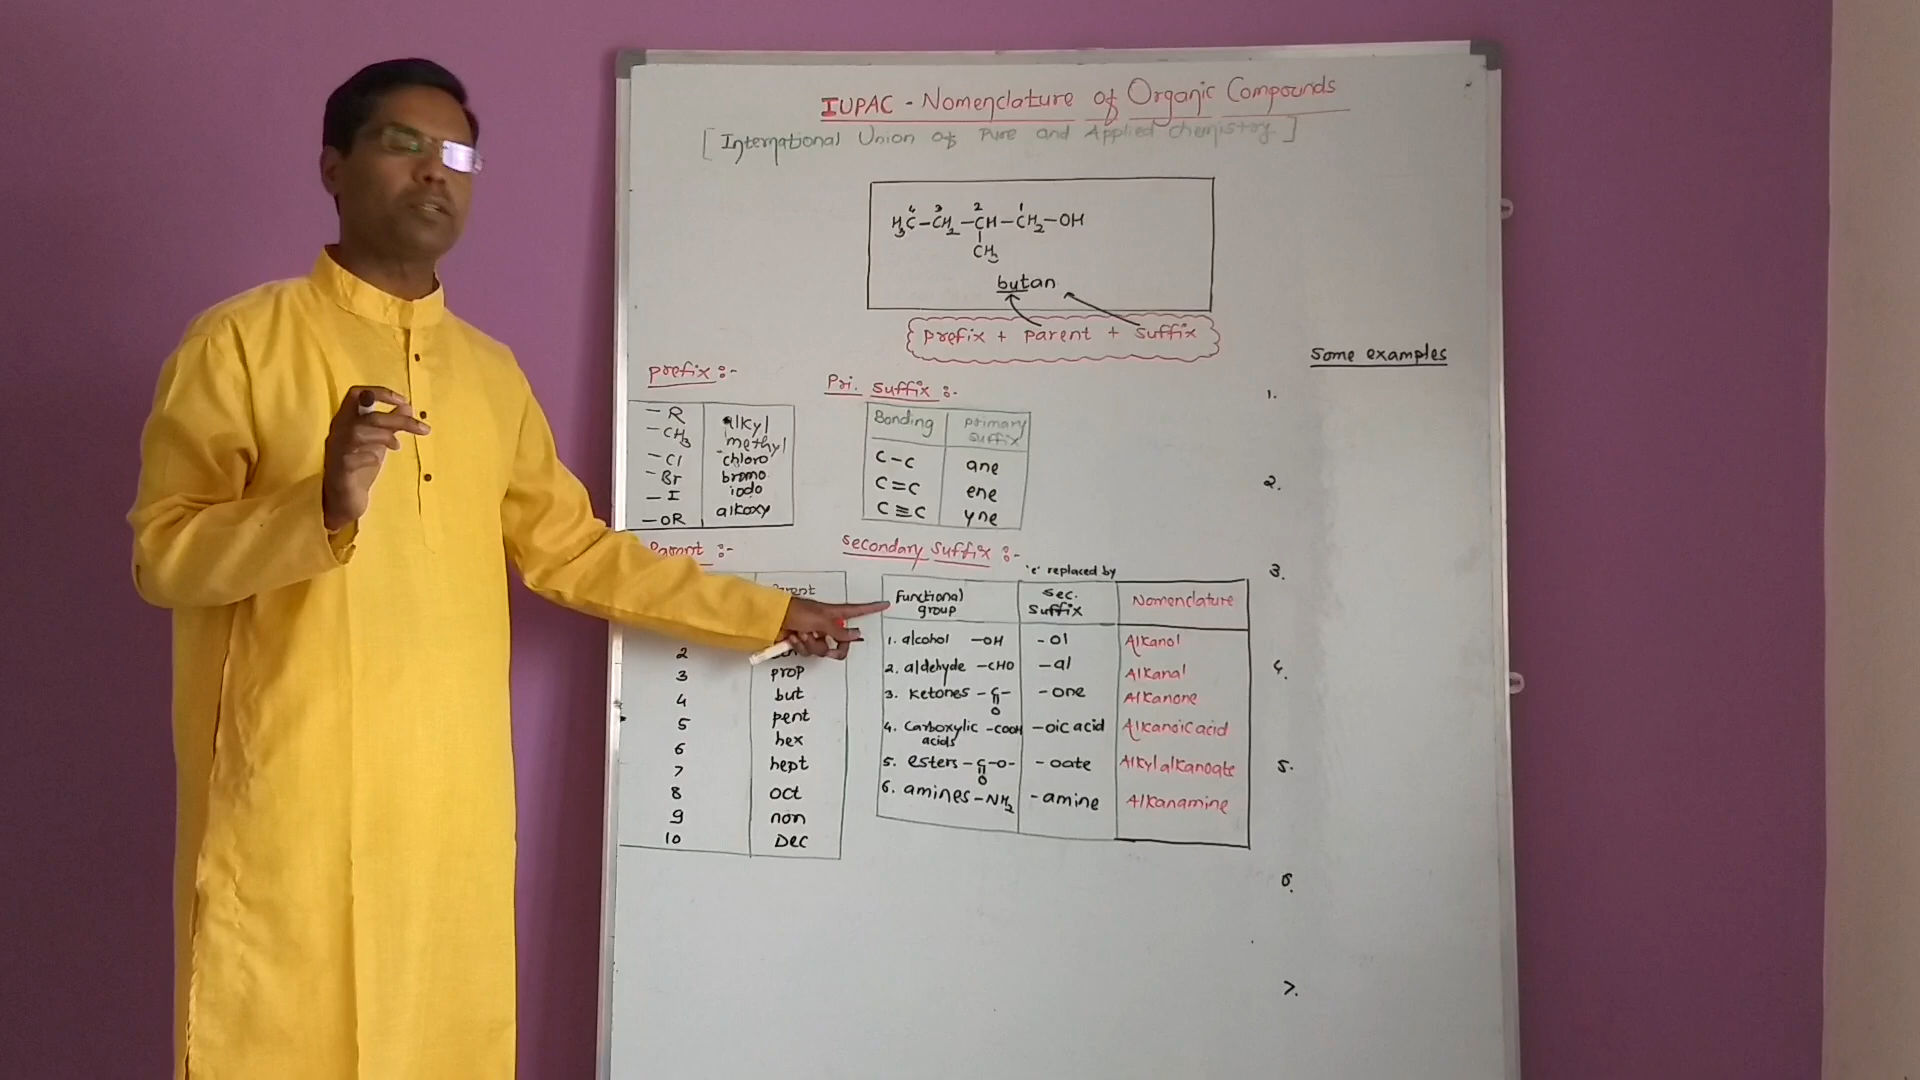 IUPAC - Nomenclature of Organic Compounds
[International Union of Pure and Applied Chemistry]
4 3 2 1
H₃C-CH₂-CH-CH₂-OH
|
CH₃
butan
prefix + parent + suffix
Some examples
1.
2.
3.
4.
5.
6.
7.
prefix :-
-R alkyl
-CH₃ methyl
-Cl chloro
-Br bromo
-I iodo
-OR alkoxy
Pri. suffix :-
Bonding primary suffix
C-C ane
C=C ene
C≡C yne
Parent :-
2
3 prop
4 but
5 pent
6 hex
7 hept
8 oct
9 non
10 Dec
Secondary suffix :-
'e' replaced by
Functional group Sec. suffix Nomenclature
1. alcohol -OH -ol Alkanol
2. aldehyde -CHO -al Alkanal
3. ketones -C- -one Alkanone
||
O
4. carboxylic acids -COOH -oic acid Alkanoic acid
5. esters -C-O- -oate Alkylalkanoate
||
O
6. amines -NH₂ -amine Alkanamine